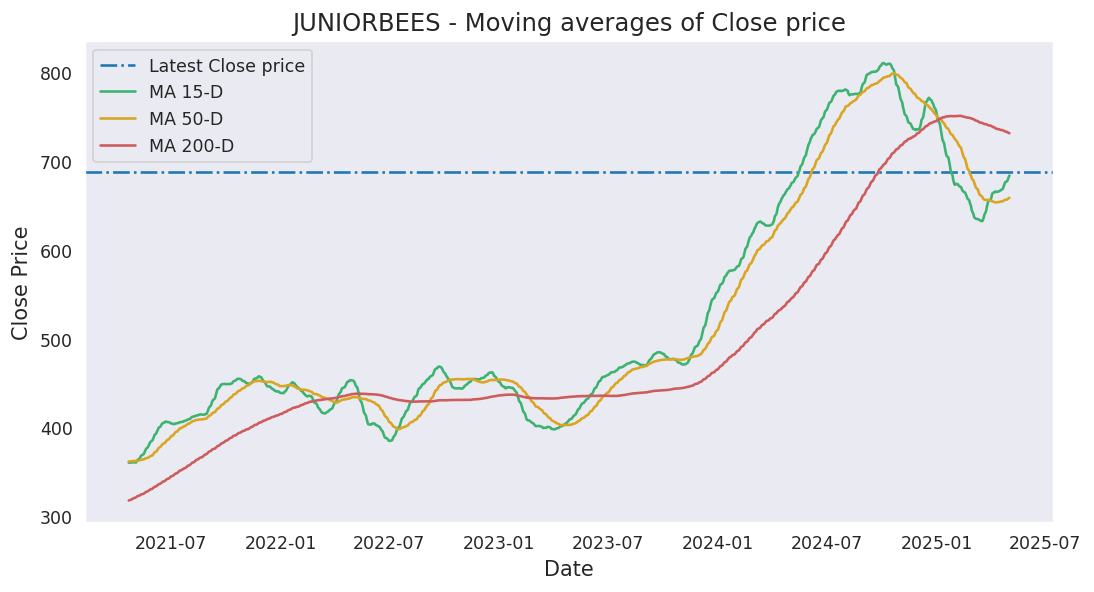 JUNIORBEES - Moving averages of Close price
Latest Close price
MA 15-D
MA 50-D
MA 200-D
800
700
600
500
400
300
Close Price
2021-07 2022-01 2022-07 2023-01 2023-07 2024-01 2024-07 2025-01 2025-07
Date